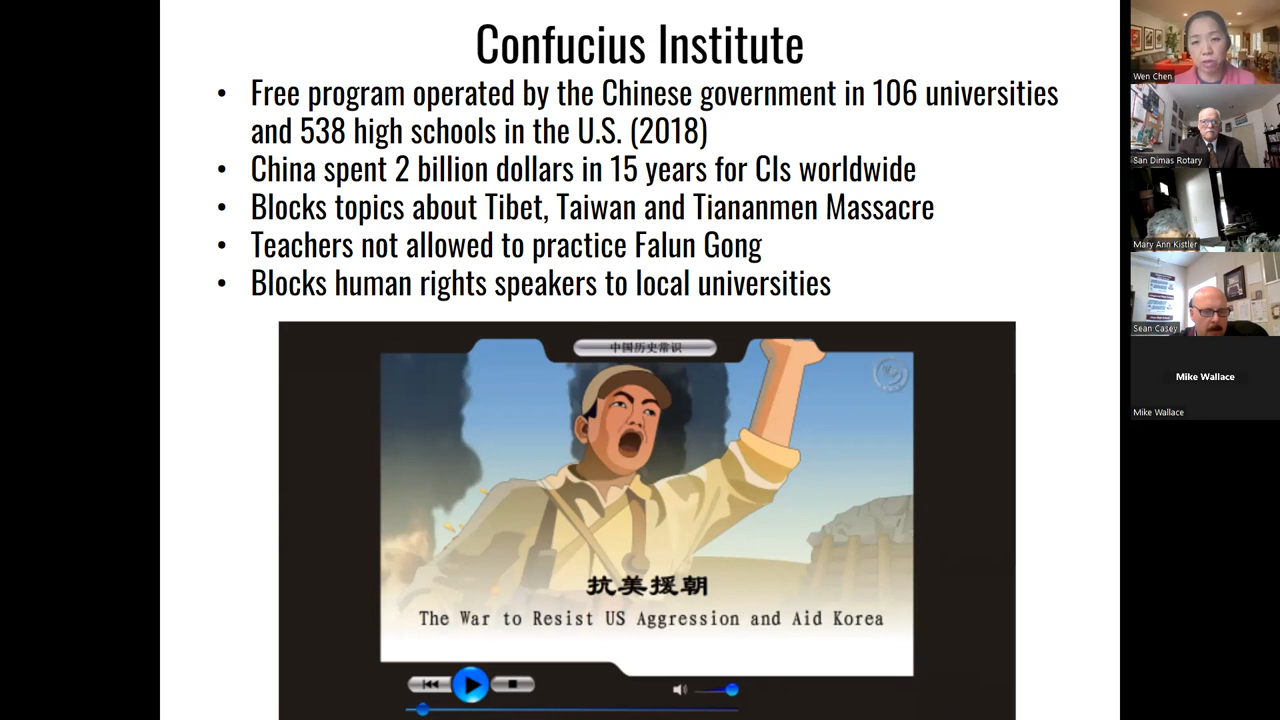 Confucius Institute
• Free program operated by the Chinese government in 106 universities
and 538 high schools in the U.S. (2018)
• China spent 2 billion dollars in 15 years for CIs worldwide
• Blocks topics about Tibet, Taiwan and Tiananmen Massacre
• Teachers not allowed to practice Falun Gong
• Blocks human rights speakers to local universities
中国历史常识
抗美援朝
The War to Resist US Aggression and Aid Korea
Wen Chen
San Dimas Rotary
Mary Ann Kistler
Sean Casey
Mike Wallace
Mike Wallace